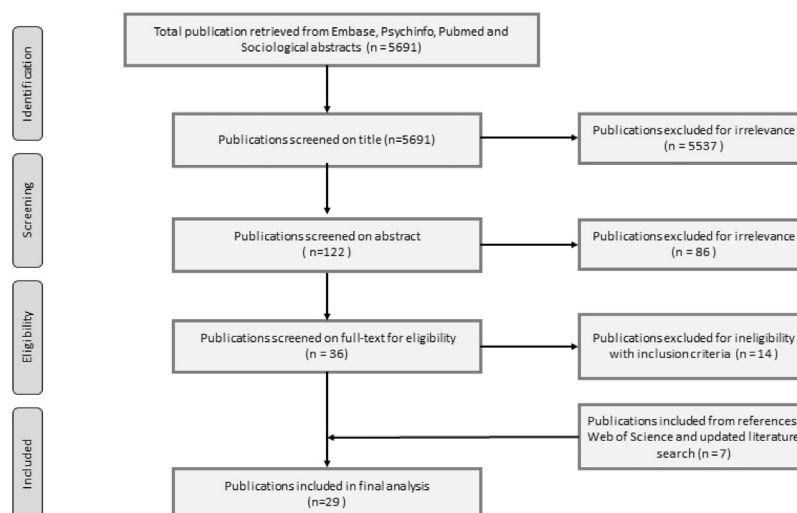 Identification
Total publication retrieved from Embase, Psychinfo, Pubmed and
Sociological abstracts (n = 5691)
Publications screened on title (n=5691)
Publications excluded for irrelevance
(n = 5537 )
Screening
Publications screened on abstract
( n=122)
Publications excluded for irrelevance
(n = 86)
Eligibility
Publications screened on full-text for eligibility
(n = 36)
Publications excluded for ineligibility
with inclusion criteria (n = 14)
Included
Publications included from references
Web of Science and updated literature
search (n = 7)
Publications included in final analysis
(n=29)